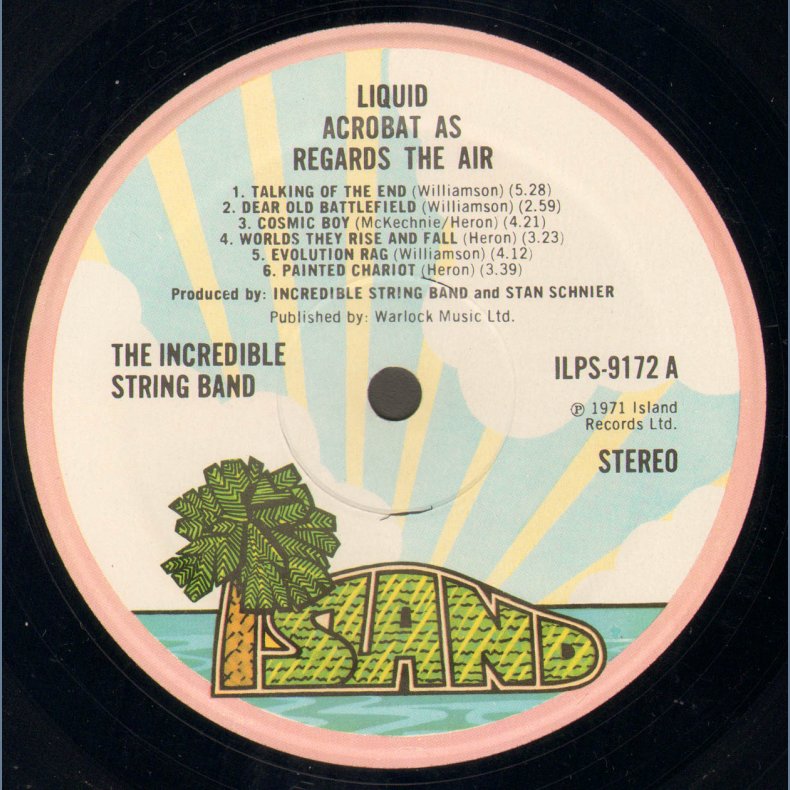 LIQUID
ACROBAT AS
REGARDS THE AIR
1. TALKING OF THE END (Williamson) (5.28)
2. DEAR OLD BATTLEFIELD (Williamson) (2.59)
3. COSMIC BOY (McKechnie/Heron) (4.21)
4. WORLDS THEY RISE AND FALL (Heron) (3.23)
5. EVOLUTION RAG (Williamson) (4.12)
6. PAINTED CHARIOT (Heron) (3.39)
Produced by: INCREDIBLE STRING BAND and STAN SCHNIER
Published by: Warlock Music Ltd.
THE INCREDIBLE
STRING BAND
ILPS-9172 A
Ⓟ 1971 Island
Records Ltd.
STEREO
ISLAND